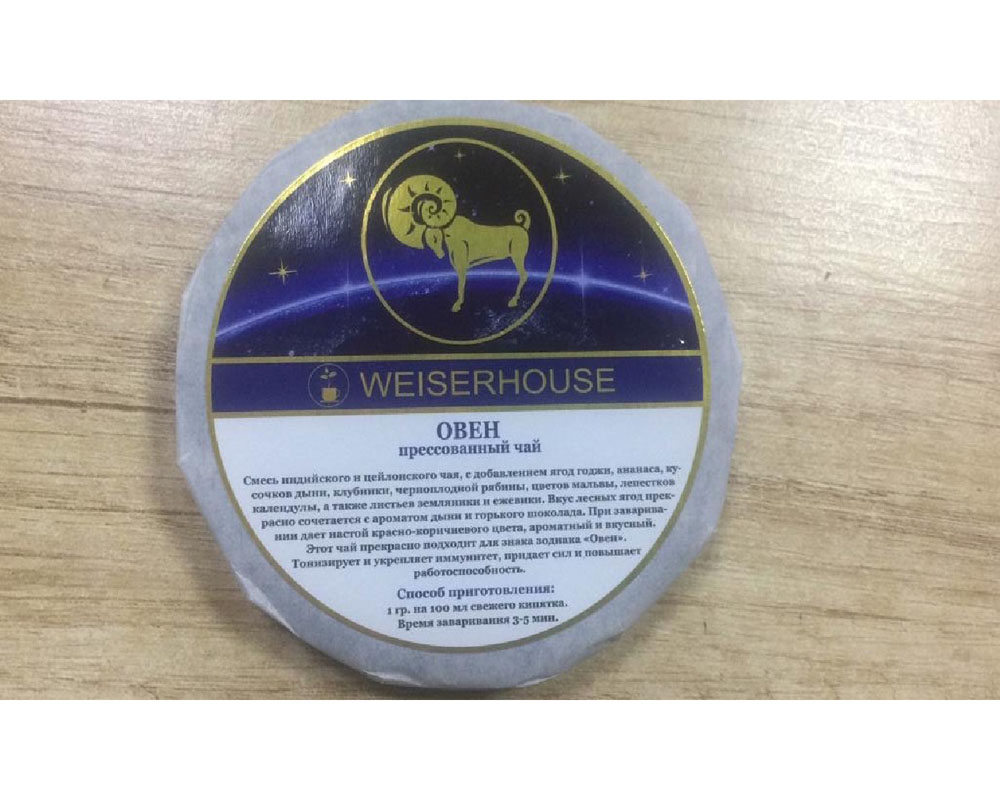 WEISERHOUSE
ОВЕН
прессованный чай
Смесь индийского и цейлонского чая, с добавлением ягод годжи, ананаса, ку-
сочков дыни, клубники, черноплодной рябины, цветов мальвы, лепестков
календулы, а также листьев земляники и ежевики. Вкус лесных ягод прек-
расно сочетается с ароматом дыни и горького шоколада. При заварива-
нии дает настой красно-коричневого цвета, ароматный и вкусный.
Этот чай прекрасно подходит для знака зодиака «Овен».
Тонизирует и укрепляет иммунитет, придает сил и повышает
работоспособность.
Способ приготовления:
1 гр. на 100 мл свежего кипятка.
Время заваривания 3-5 мин.